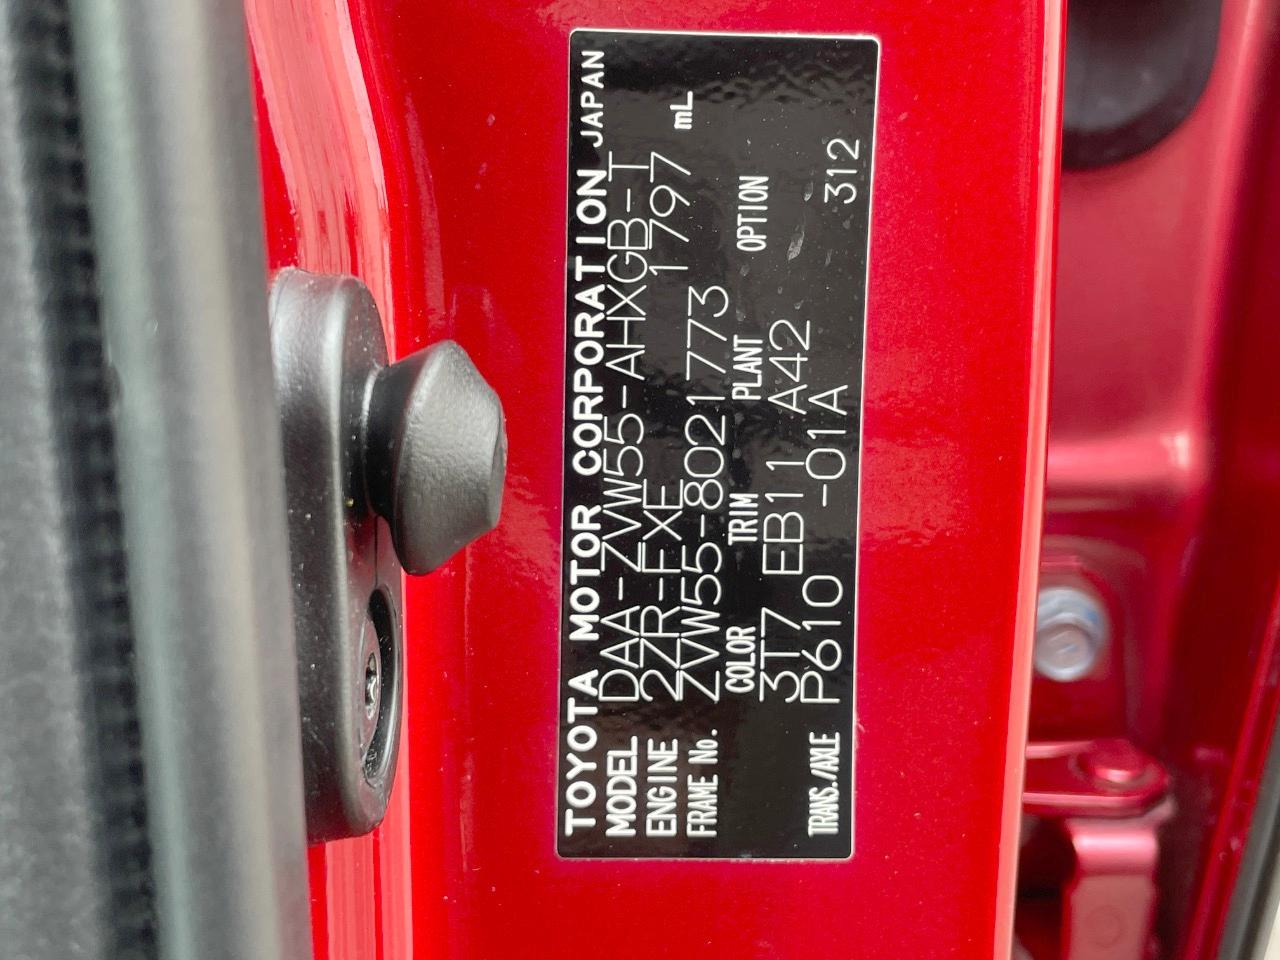 TOYOTA MOTOR CORPORATION JAPAN
MODEL DAA-ZVW55-AHXGB-T
ENGINE 2ZR-FXE 1797 mL
FRAME No. ZVW55-8021773
COLOR TRIM PLANT OPTION
3T7 EB11 A42
TRANS./AXLE P610 -01A 312